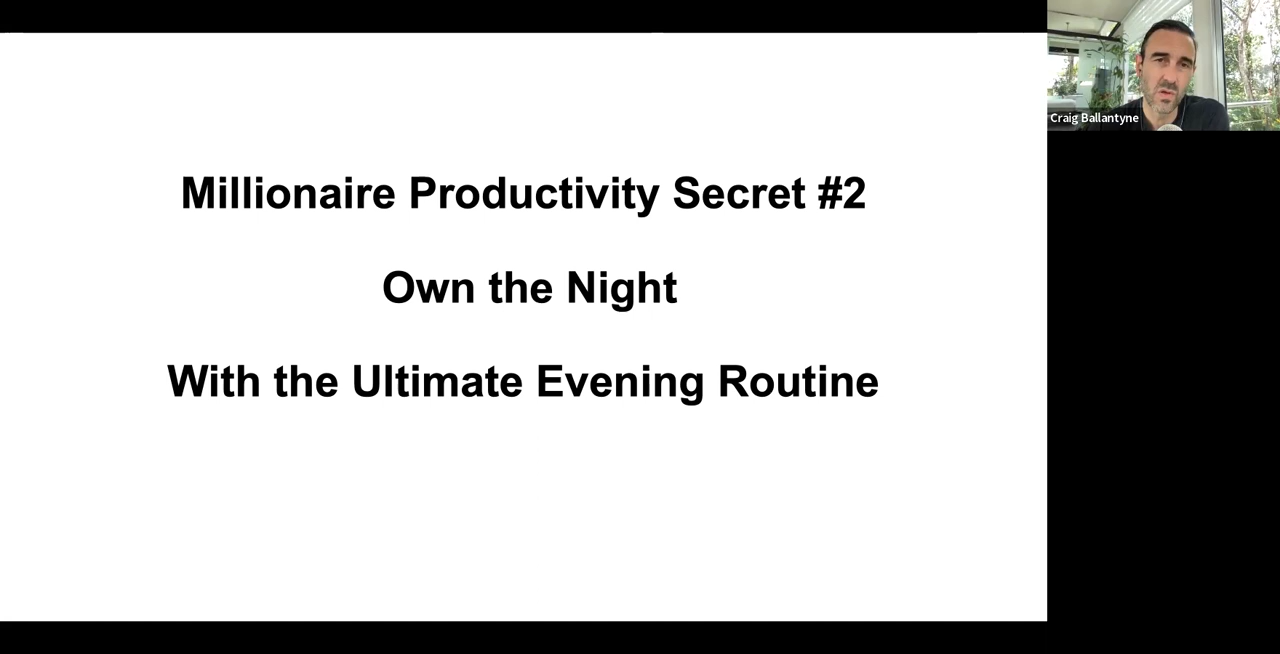 Millionaire Productivity Secret #2
Own the Night
With the Ultimate Evening Routine
Craig Ballantyne